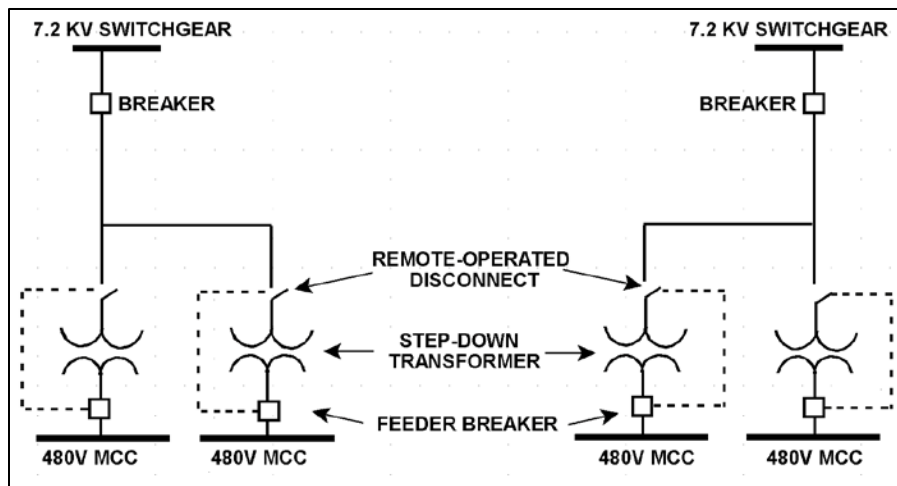 7.2 KV SWITCHGEAR
7.2 KV SWITCHGEAR
BREAKER
BREAKER
REMOTE-OPERATED
DISCONNECT
STEP-DOWN
TRANSFORMER
FEEDER BREAKER
480V MCC
480V MCC
480V MCC
480V MCC